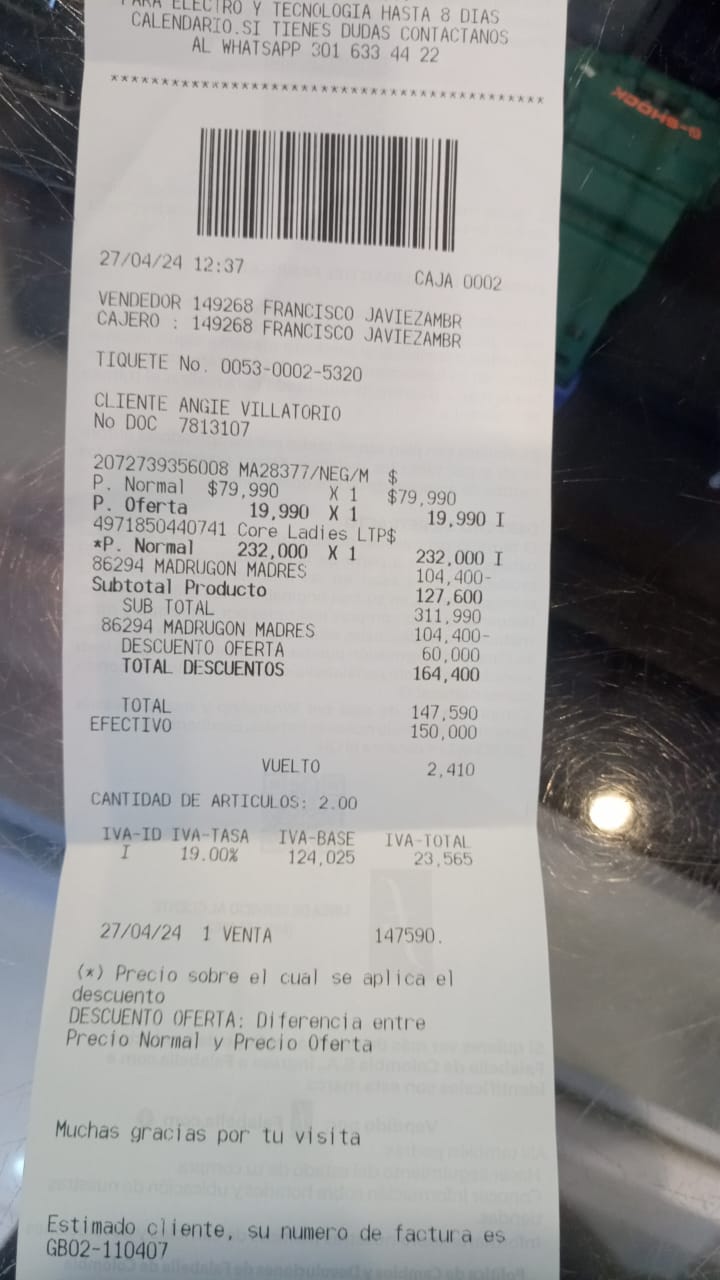 PARA ELECTRO Y TECNOLOGIA HASTA 8 DIAS
CALENDARIO.SI TIENES DUDAS CONTACTANOS
AL WHATSAPP 301 633 44 22
******************************************
G-SHOCK
27/04/24 12:37 CAJA 0002
VENDEDOR 149268 FRANCISCO JAVIEZAMBR
CAJERO : 149268 FRANCISCO JAVIEZAMBR
TIQUETE No. 0053-0002-5320
CLIENTE ANGIE VILLATORIO
No DOC 7813107
2072739356008 MA28377/NEG/M $
P. Normal $79,990 X 1 $79,990
P. Oferta 19,990 X 1 19,990 I
4971850440741 Core Ladies LTP$
*P. Normal 232,000 X 1 232,000 I
86294 MADRUGON MADRES 104,400-
Subtotal Producto 127,600
SUB TOTAL 311,990
86294 MADRUGON MADRES 104,400-
DESCUENTO OFERTA 60,000
TOTAL DESCUENTOS 164,400
TOTAL 147,590
EFECTIVO 150,000
VUELTO 2,410
CANTIDAD DE ARTICULOS: 2.00
IVA-ID IVA-TASA IVA-BASE IVA-TOTAL
I 19.00% 124,025 23,565
27/04/24 1 VENTA 147590.
(*) Precio sobre el cual se aplica el
descuento
DESCUENTO OFERTA: Diferencia entre
Precio Normal y Precio Oferta
Muchas gracias por tu visita
Estimado cliente, su numero de factura es
GB02-110407